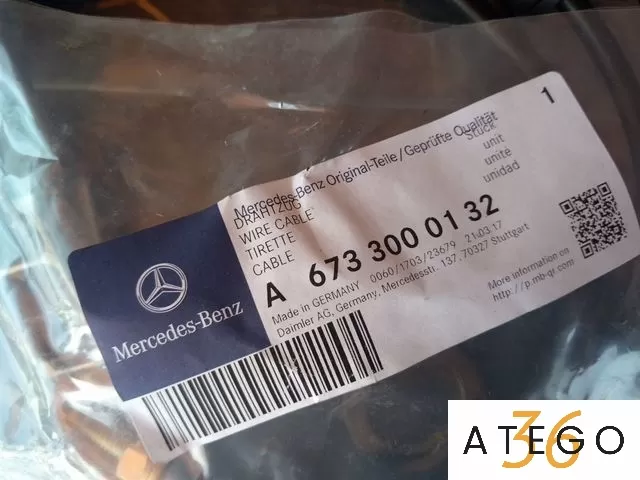 Mercedes-Benz Original-Teile/Geprüfte Qualität
1
Stück
unit
unité
unidad
DRAHTZUG
WIRE CABLE
TIRETTE
CABLE
A 673 300 01 32
Made in GERMANY 0060/1703/23679 21.03.17
Daimler AG, Germany, Mercedesstr. 137, 70327 Stuttgart
More information on
http://p.mb-qr.com
Mercedes-Benz
ATEGO
36